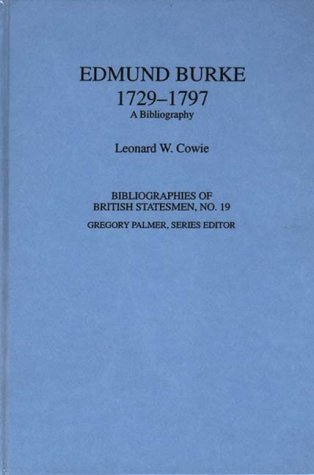 EDMUND BURKE
1729–1797
A Bibliography
Leonard W. Cowie
BIBLIOGRAPHIES OF
BRITISH STATESMEN, NO. 19
GREGORY PALMER, SERIES EDITOR